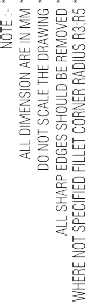 NOTE :-
* ALL DIMENSION ARE IN MM
* DO NOT SCALE THE DRAWING
* ALL SHARP EDGES SHOULD BE REMOVED
* WHERE NOT SPECIFIED FILLET CORNER RADIUS R3-R5